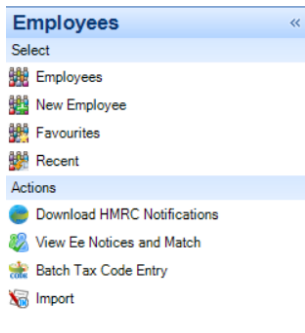 Employees «
Select
Employees
New Employee
Favourites
Recent
Actions
Download HMRC Notifications
View Ee Notices and Match
CODE Batch Tax Code Entry
Import